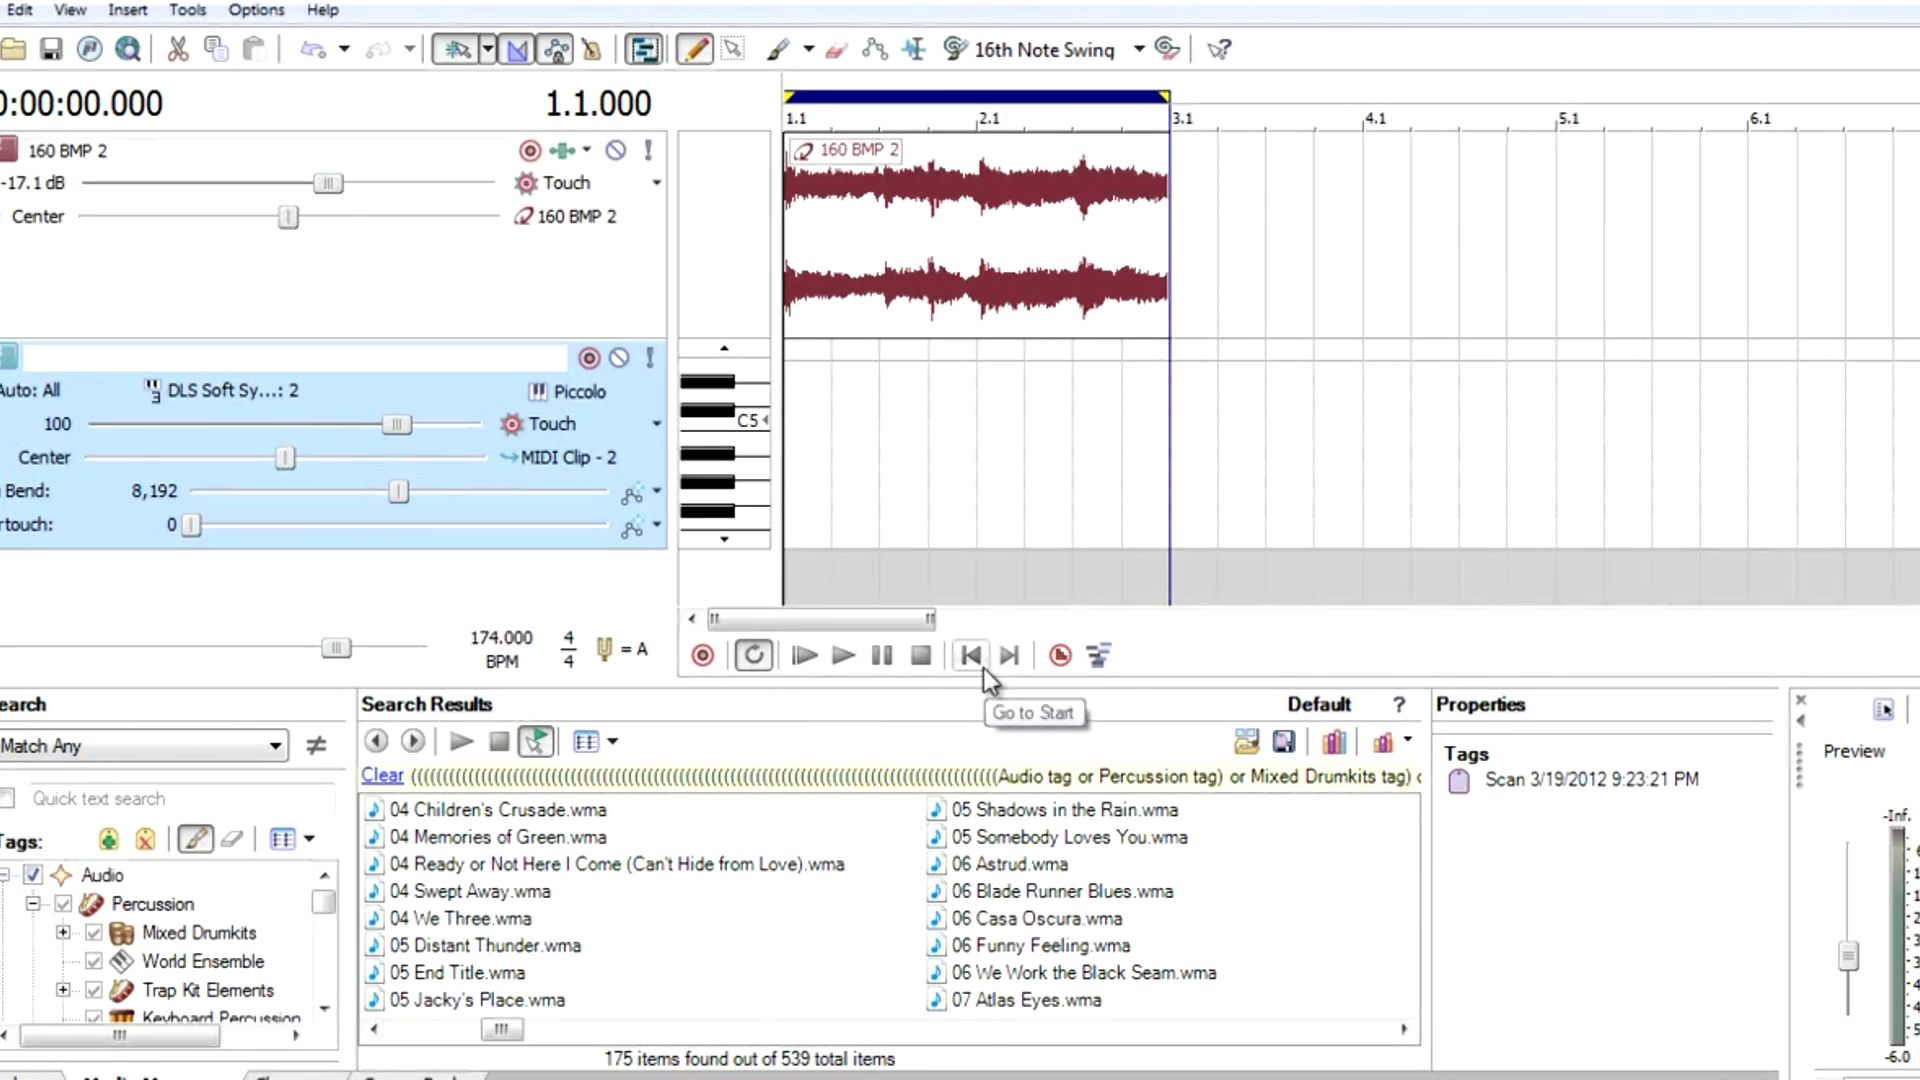 Edit View Insert Tools Options Help
16th Note Swing
0:00:00.000 1.1.000
1.1 2.1 3.1 4.1 5.1 6.1
160 BMP 2
160 BMP 2
-17.1 dB Touch
Center 160 BMP 2
Auto: All DLS Soft Sy...: 2 Piccolo
100 Touch
C5
Center MIDI Clip - 2
Bend: 8,192
rtouch: 0
174.000 4 = A
BPM 4
Go to Start
earch
Match Any
Quick text search
Tags:
Audio
Percussion
Mixed Drumkits
World Ensemble
Trap Kit Elements
Keyboard Percussion
Search Results Default ?
Clear ((((((((((((((((((((((((((((((((((((((((((((((((((((((((((((((((((((((((((((((((((((((((((((Audio tag or Percussion tag) or Mixed Drumkits tag) o
04 Children's Crusade.wma
04 Memories of Green.wma
04 Ready or Not Here I Come (Can't Hide from Love).wma
04 Swept Away.wma
04 We Three.wma
05 Distant Thunder.wma
05 End Title.wma
05 Jacky's Place.wma
05 Shadows in the Rain.wma
05 Somebody Loves You.wma
06 Astrud.wma
06 Blade Runner Blues.wma
06 Casa Oscura.wma
06 Funny Feeling.wma
06 We Work the Black Seam.wma
07 Atlas Eyes.wma
175 items found out of 539 total items
Properties
Tags
Scan 3/19/2012 9:23:21 PM
Preview
-Inf.
-6.0